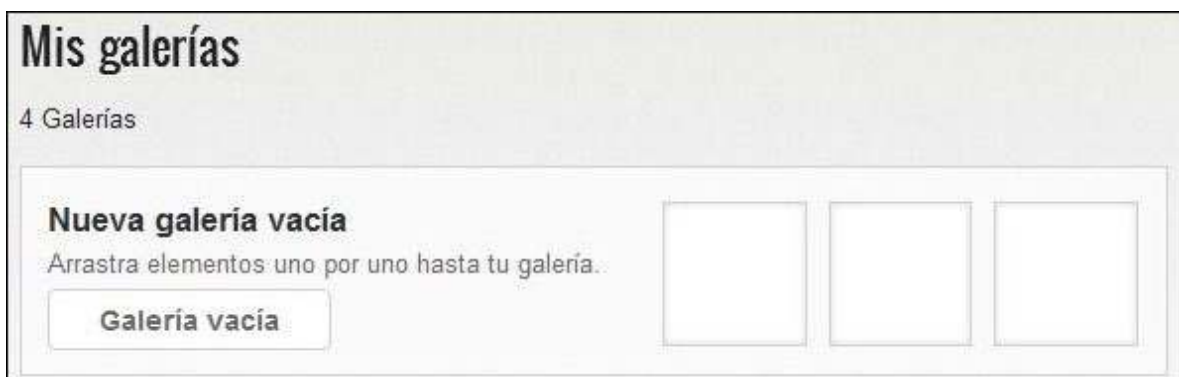 Mis galerías
4 Galerías
Nueva galería vacía
Arrastra elementos uno por uno hasta tu galería.
Galería vacía